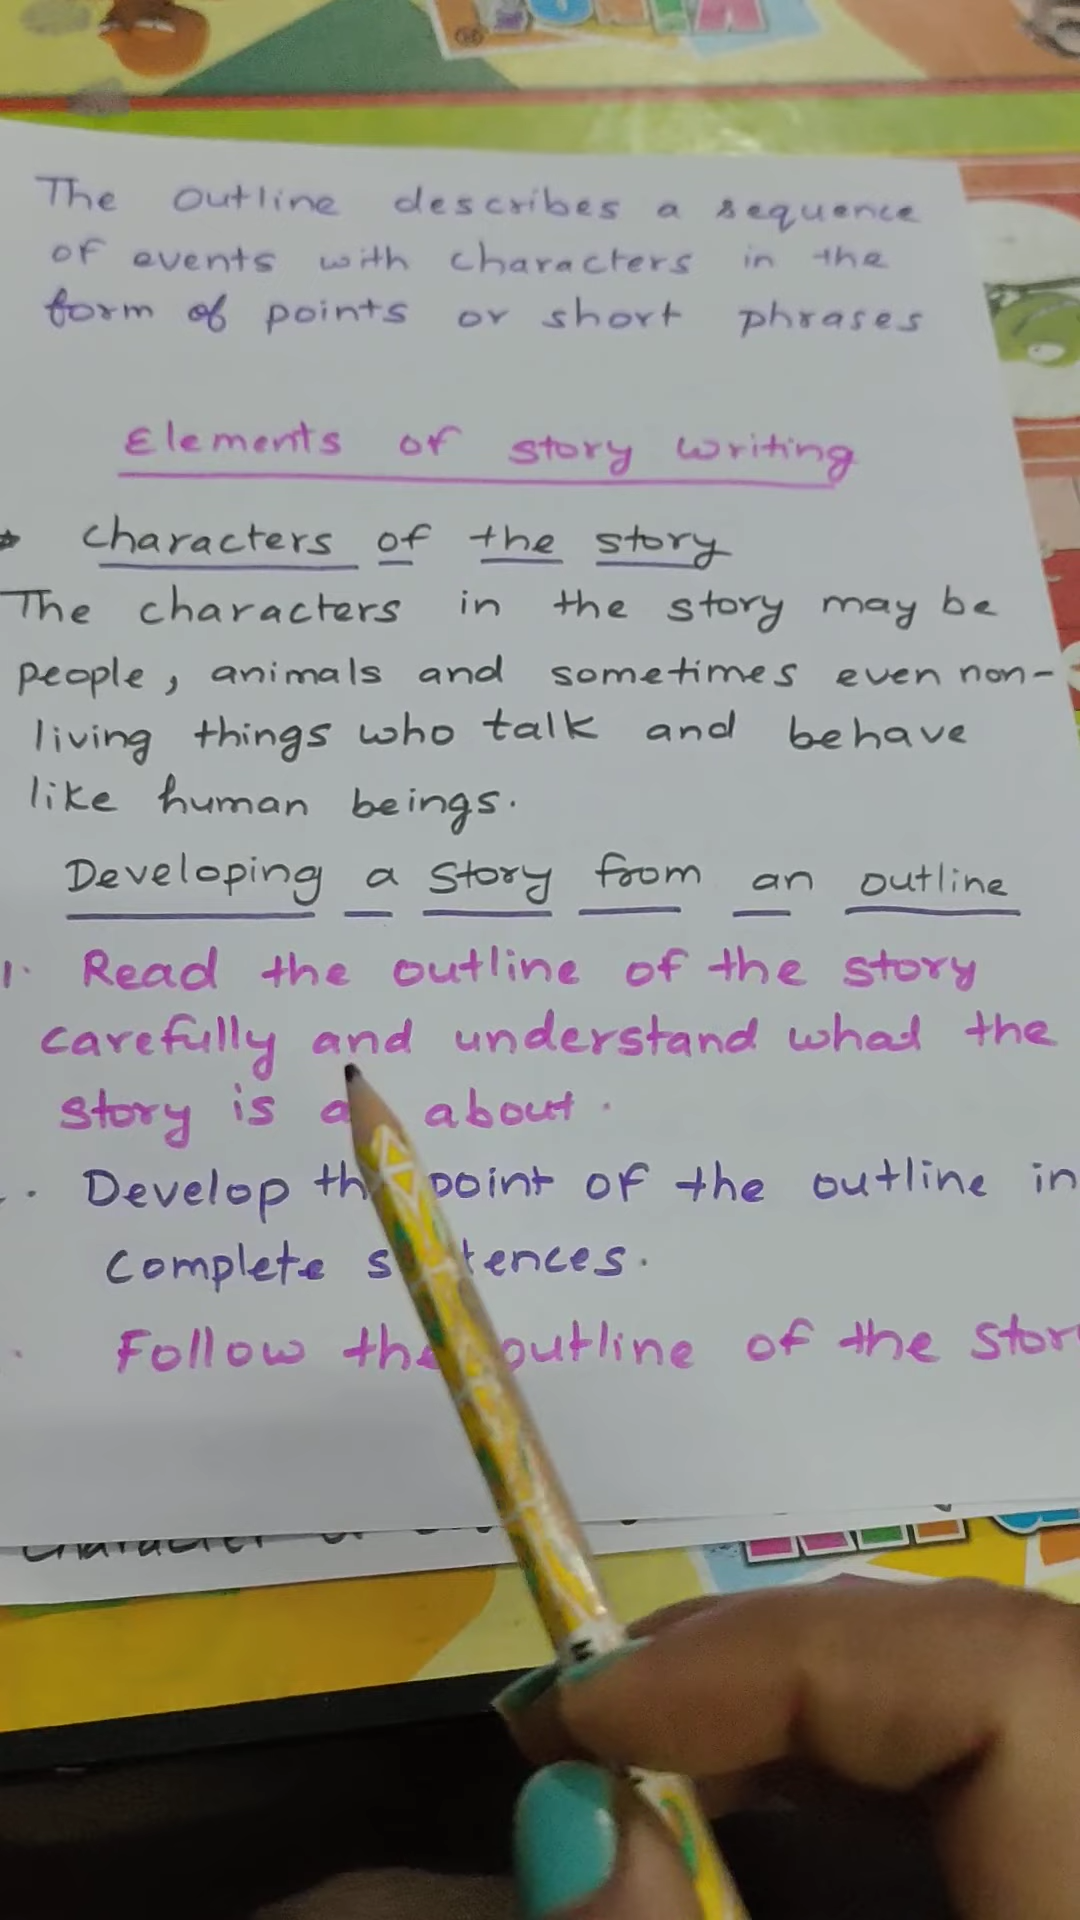 The outline describes a sequence
of events with characters in the
form of points or short phrases
Elements of story writing
Characters of the story
The characters in the story may be
people, animals and sometimes even non-
living things who talk and behave
like human beings.
Developing a story from an outline
1. Read the outline of the story
carefully and understand what the
story is a about.
Develop the point of the outline in
complete sentences.
Follow the outline of the stor
character